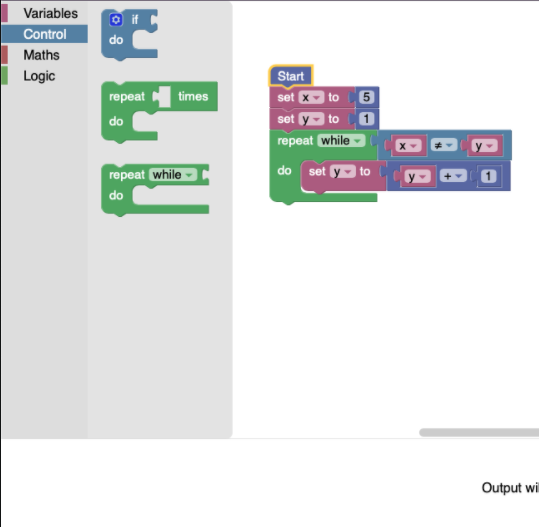 Variables
Control
Maths
Logic
if
do
repeat times
do
repeat while
do
Start
set x to 5
set y to 1
repeat while x ≠ y
do set y to y + 1
Output wi